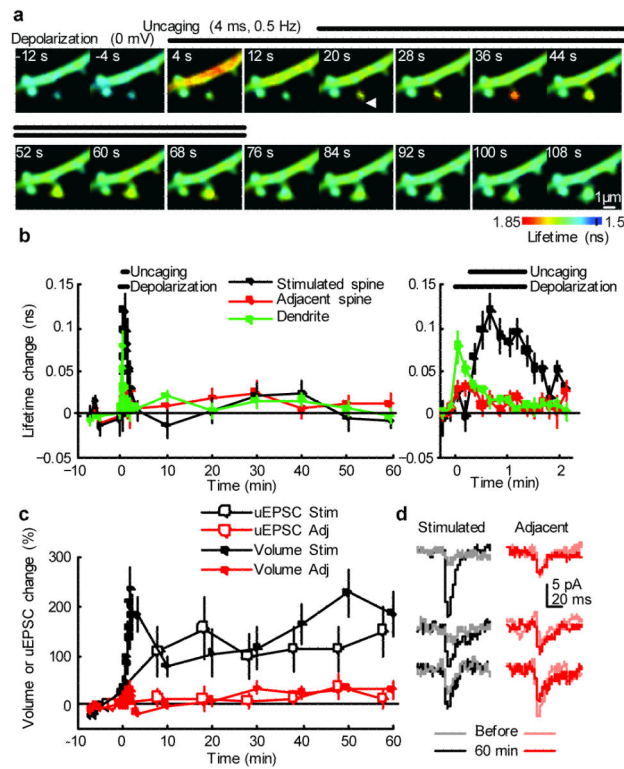 a
Uncaging (4 ms, 0.5 Hz)
Depolarization (0 mV)
-12 s -4 s 4 s 12 s 20 s 28 s 36 s 44 s
52 s 60 s 68 s 76 s 84 s 92 s 100 s 108 s
1μm
1.85 1.5
Lifetime (ns)
b
Uncaging
Depolarization
Stimulated spine
Adjacent spine
Dendrite
Lifetime change (ns)
0.15
0.1
0.05
0
-0.05
-10 0 10 20 30 40 50 60
Time (min)
Uncaging
Depolarization
0.15
0.1
0.05
0
-0.05
0 1 2
Time (min)
c
uEPSC Stim
uEPSC Adj
Volume Stim
Volume Adj
Volume or uEPSC change (%)
300
200
100
0
-10 0 10 20 30 40 50 60
Time (min)
d
Stimulated Adjacent
5 pA
20 ms
Before
60 min